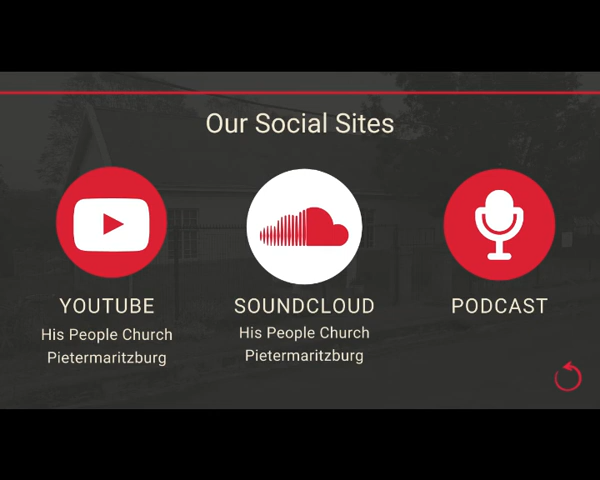 Our Social Sites
YOUTUBE
His People Church
Pietermaritzburg
SOUNDCLOUD
His People Church
Pietermaritzburg
PODCAST